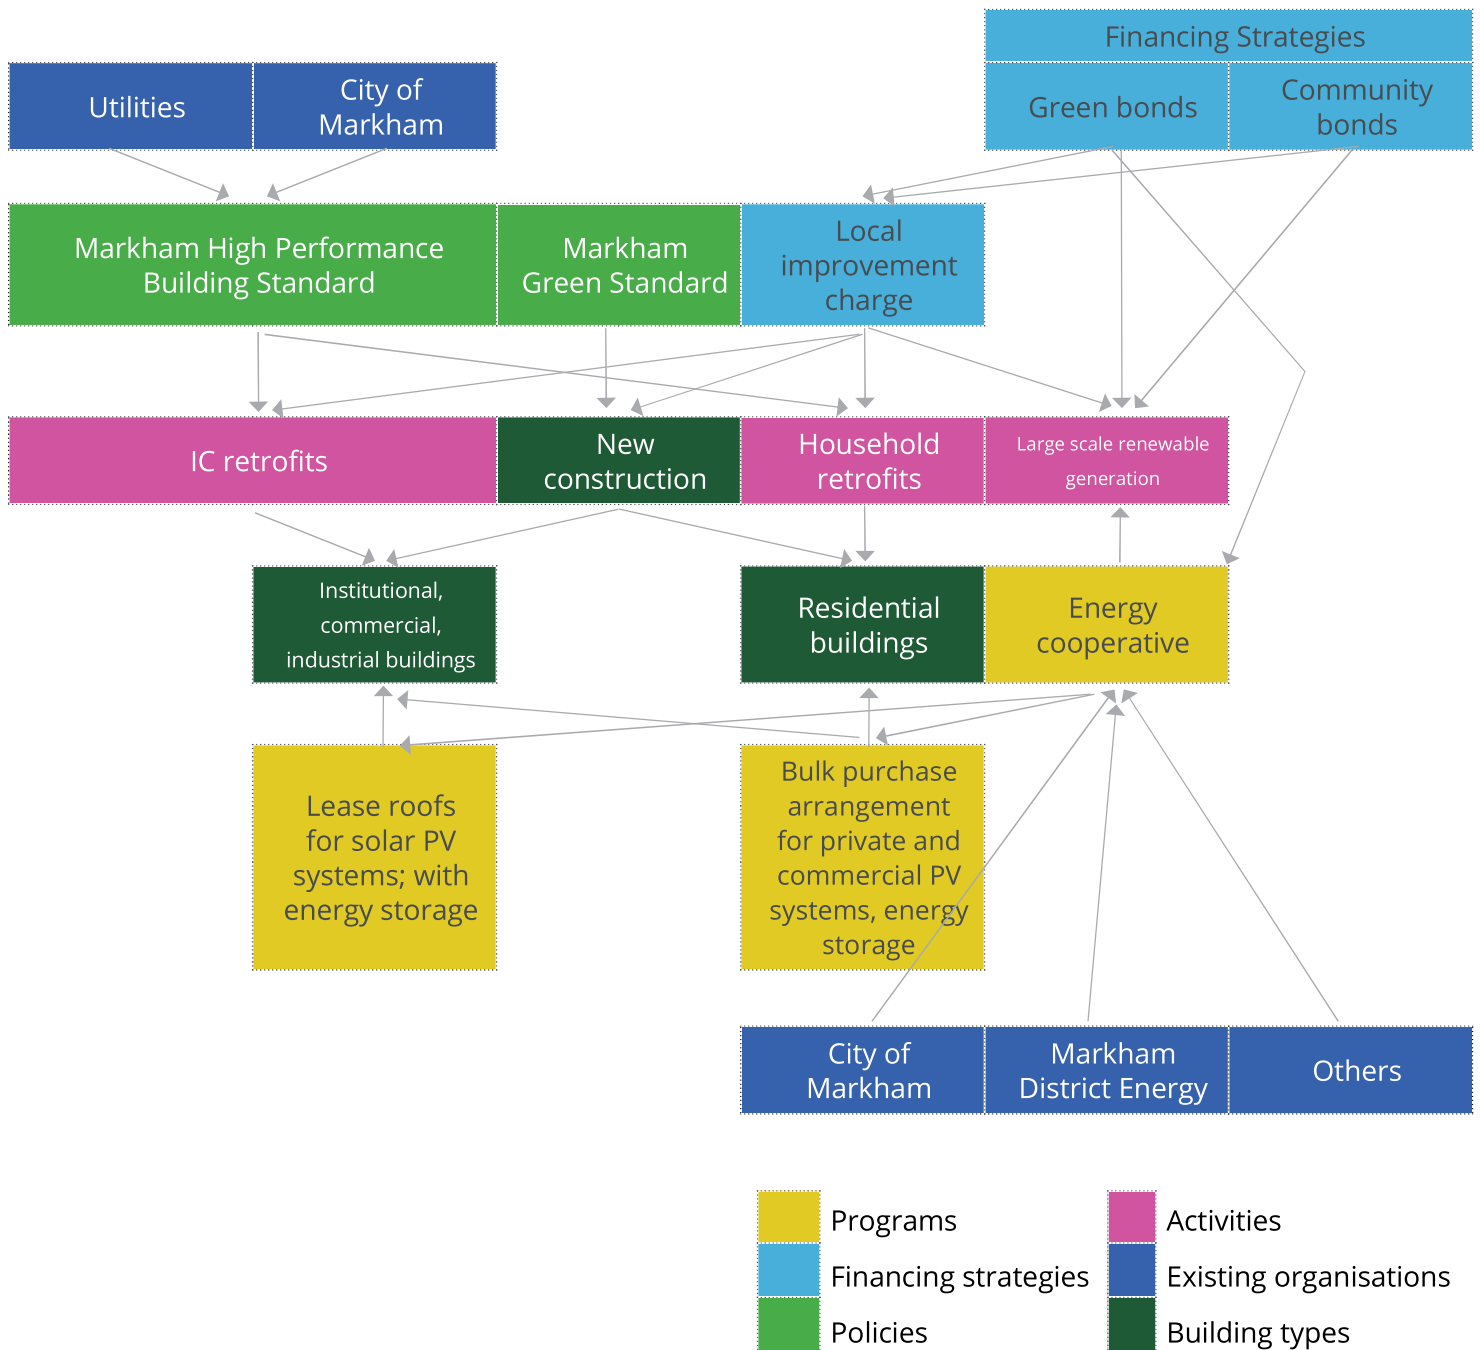 Financing Strategies
Utilities
City of
Markham
Green bonds
Community
bonds
Markham High Performance
Building Standard
Markham
Green Standard
Local
improvement
charge
IC retrofits
New
construction
Household
retrofits
Large scale renewable
generation
Institutional,
commercial,
industrial buildings
Residential
buildings
Energy
cooperative
Lease roofs
for solar PV
systems; with
energy storage
Bulk purchase
arrangement
for private and
commercial PV
systems, energy
storage
City of
Markham
Markham
District Energy
Others
Programs
Financing strategies
Policies
Activities
Existing organisations
Building types